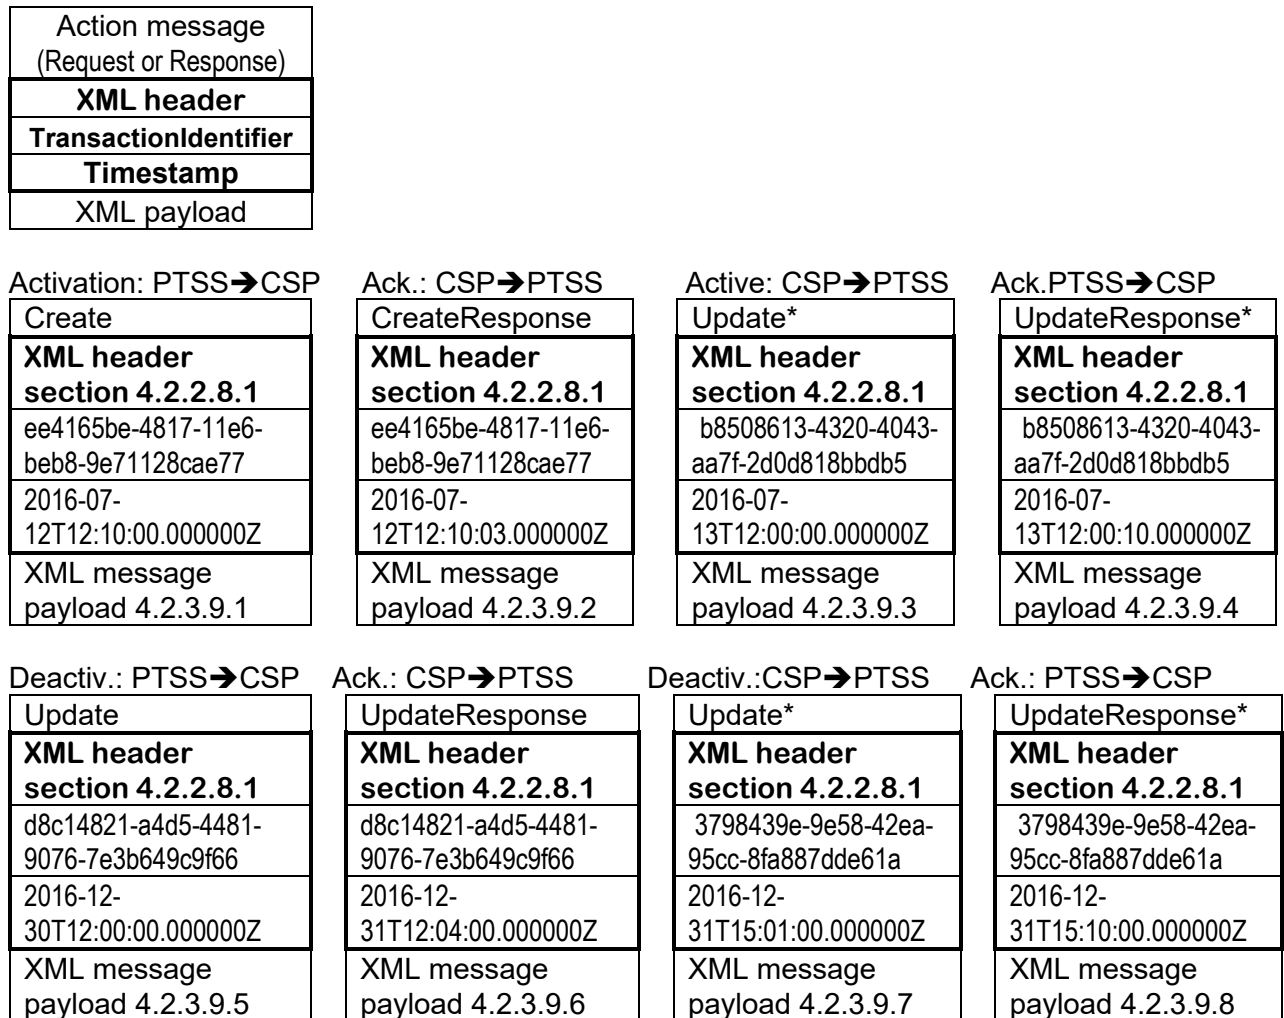 Action message
(Request or Response)
XML header
TransactionIdentifier
Timestamp
XML payload
Activation: PTSS➔CSP
Create
XML header
section 4.2.2.8.1
ee4165be-4817-11e6-
beb8-9e71128cae77
2016-07-
12T12:10:00.000000Z
XML message
payload 4.2.3.9.1
Ack.: CSP➔PTSS
CreateResponse
XML header
section 4.2.2.8.1
ee4165be-4817-11e6-
beb8-9e71128cae77
2016-07-
12T12:10:03.000000Z
XML message
payload 4.2.3.9.2
Active: CSP➔PTSS
Update*
XML header
section 4.2.2.8.1
b8508613-4320-4043-
aa7f-2d0d818bbdb5
2016-07-
13T12:00:00.000000Z
XML message
payload 4.2.3.9.3
Ack.PTSS➔CSP
UpdateResponse*
XML header
section 4.2.2.8.1
b8508613-4320-4043-
aa7f-2d0d818bbdb5
2016-07-
13T12:00:10.000000Z
XML message
payload 4.2.3.9.4
Deactiv.: PTSS➔CSP
Update
XML header
section 4.2.2.8.1
d8c14821-a4d5-4481-
9076-7e3b649c9f66
2016-12-
30T12:00:00.000000Z
XML message
payload 4.2.3.9.5
Ack.: CSP➔PTSS
UpdateResponse
XML header
section 4.2.2.8.1
d8c14821-a4d5-4481-
9076-7e3b649c9f66
2016-12-
31T12:04:00.000000Z
XML message
payload 4.2.3.9.6
Deactiv.:CSP➔PTSS
Update*
XML header
section 4.2.2.8.1
3798439e-9e58-42ea-
95cc-8fa887dde61a
2016-12-
31T15:01:00.000000Z
XML message
payload 4.2.3.9.7
Ack.: PTSS➔CSP
UpdateResponse*
XML header
section 4.2.2.8.1
3798439e-9e58-42ea-
95cc-8fa887dde61a
2016-12-
31T15:10:00.000000Z
XML message
payload 4.2.3.9.8